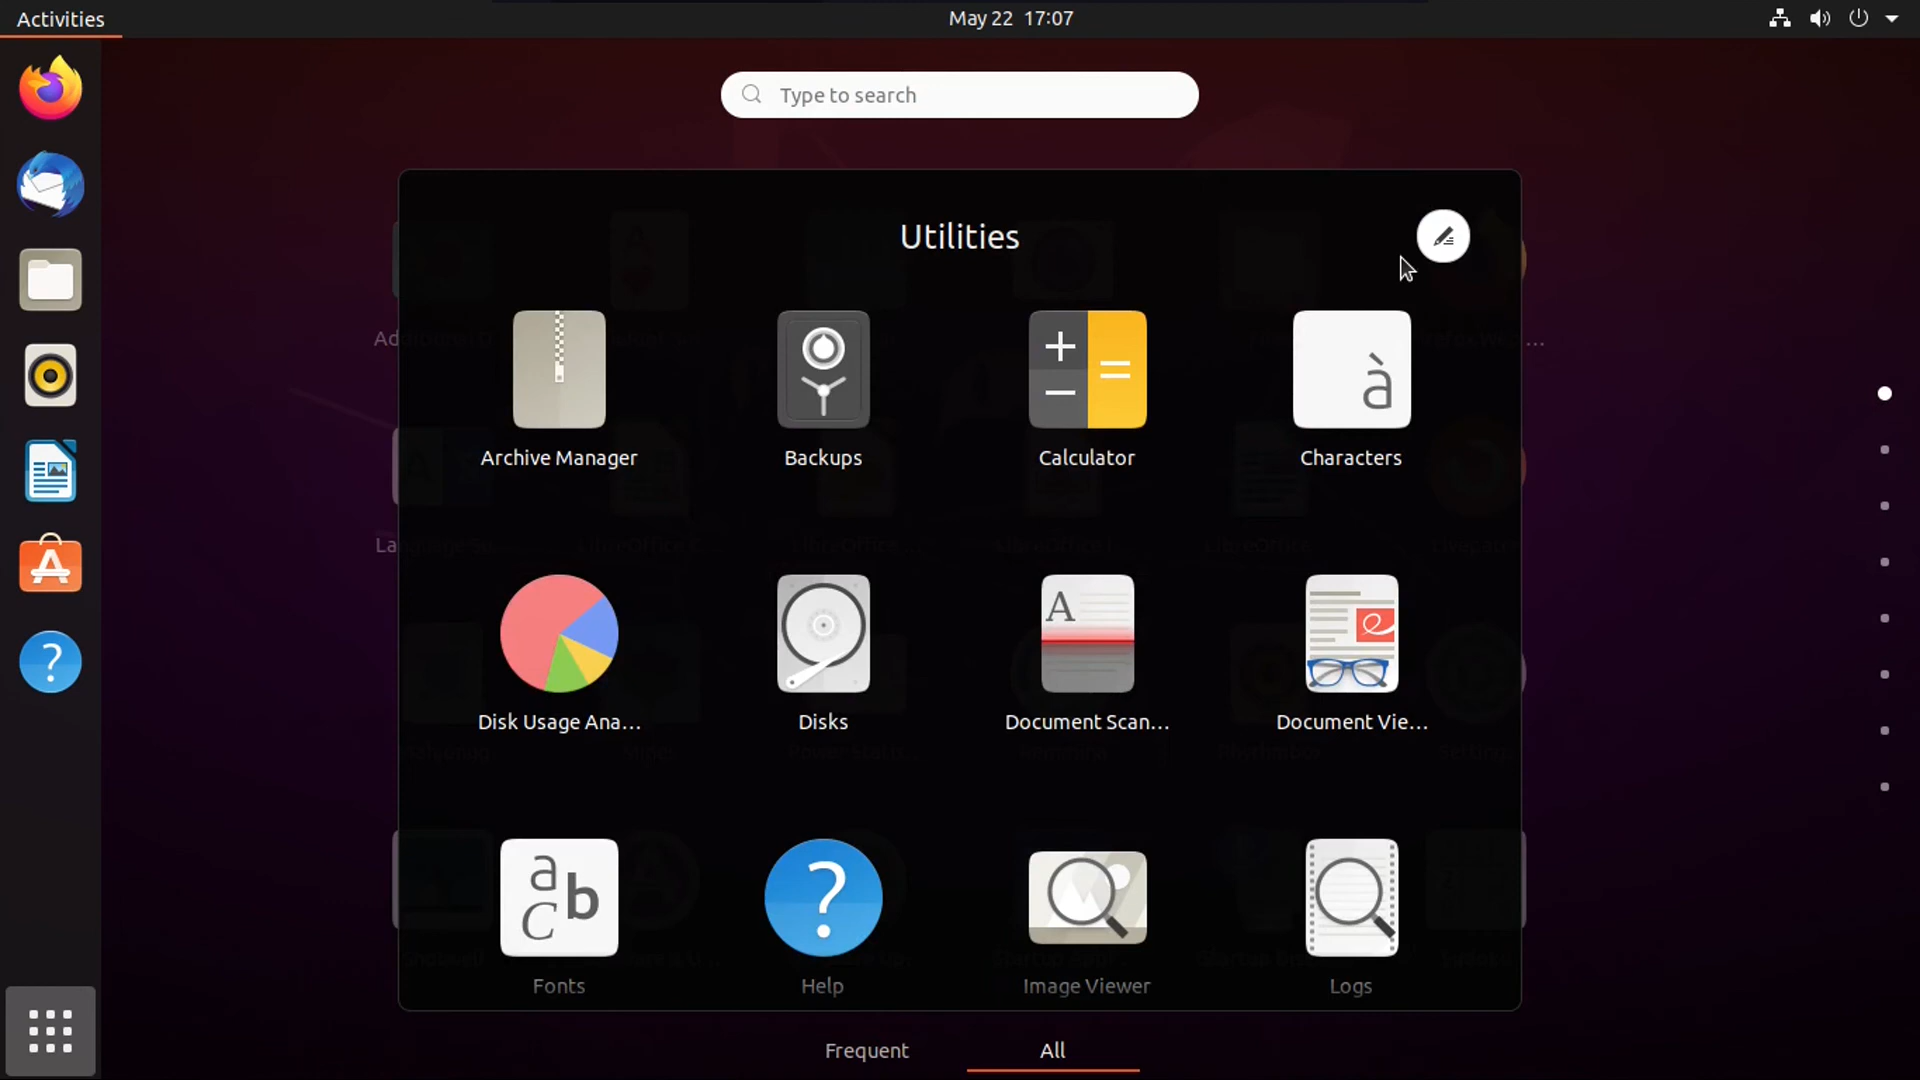 Activities
May 22 17:07
Type to search
Utilities
Archive Manager
Backups
Calculator
à
Characters
Disk Usage Ana...
Disks
A
Document Scan...
Document Vie...
a b c
Fonts
?
Help
Image Viewer
Logs
Frequent
All